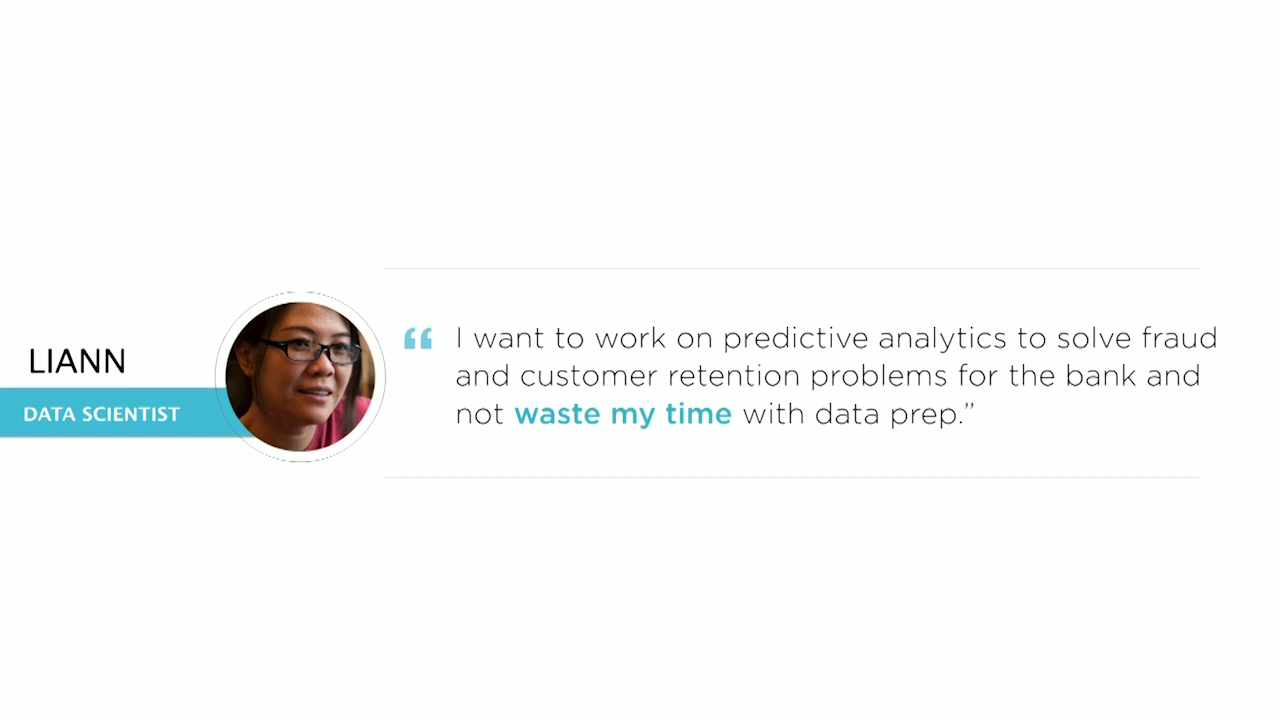 LIANN
DATA SCIENTIST
“ I want to work on predictive analytics to solve fraud
and customer retention problems for the bank and
not waste my time with data prep.”